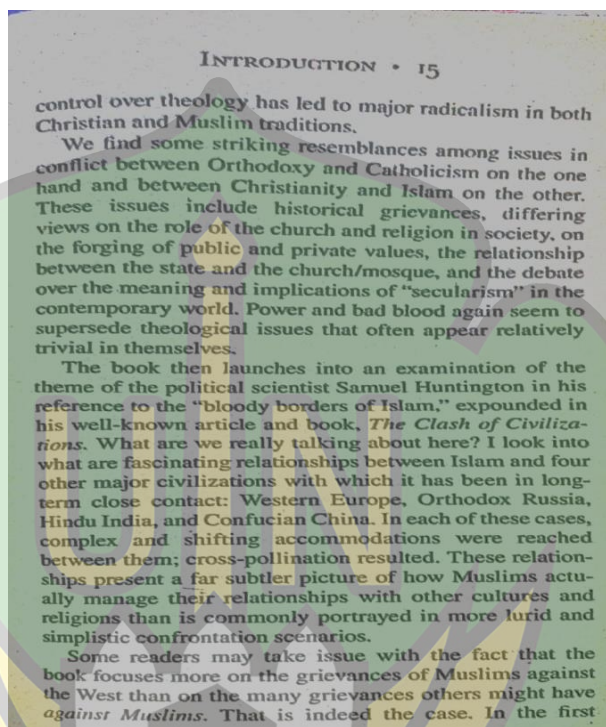 INTRODUCTION • 15
control over theology has led to major radicalism in both
Christian and Muslim traditions.
We find some striking resemblances among issues in
conflict between Orthodoxy and Catholicism on the one
hand and between Christianity and Islam on the other.
These issues include historical grievances, differing
views on the role of the church and religion in society, on
the forging of public and private values, the relationship
between the state and the church/mosque, and the debate
over the meaning and implications of “secularism” in the
contemporary world. Power and bad blood again seem to
supersede theological issues that often appear relatively
trivial in themselves.
The book then launches into an examination of the
theme of the political scientist Samuel Huntington in his
reference to the “bloody borders of Islam,” expounded in
his well-known article and book, The Clash of Civiliza-
tions. What are we really talking about here? I look into
what are fascinating relationships between Islam and four
other major civilizations with which it has been in long-
term close contact: Western Europe, Orthodox Russia,
Hindu India, and Confucian China. In each of these cases,
complex and shifting accommodations were reached
between them; cross-pollination resulted. These relation-
ships present a far subtler picture of how Muslims actu-
ally manage their relationships with other cultures and
religions than is commonly portrayed in more lurid and
simplistic confrontation scenarios.
Some readers may take issue with the fact that the
book focuses more on the grievances of Muslims against
the West than on the many grievances others might have
against Muslims. That is indeed the case. In the first
UIN